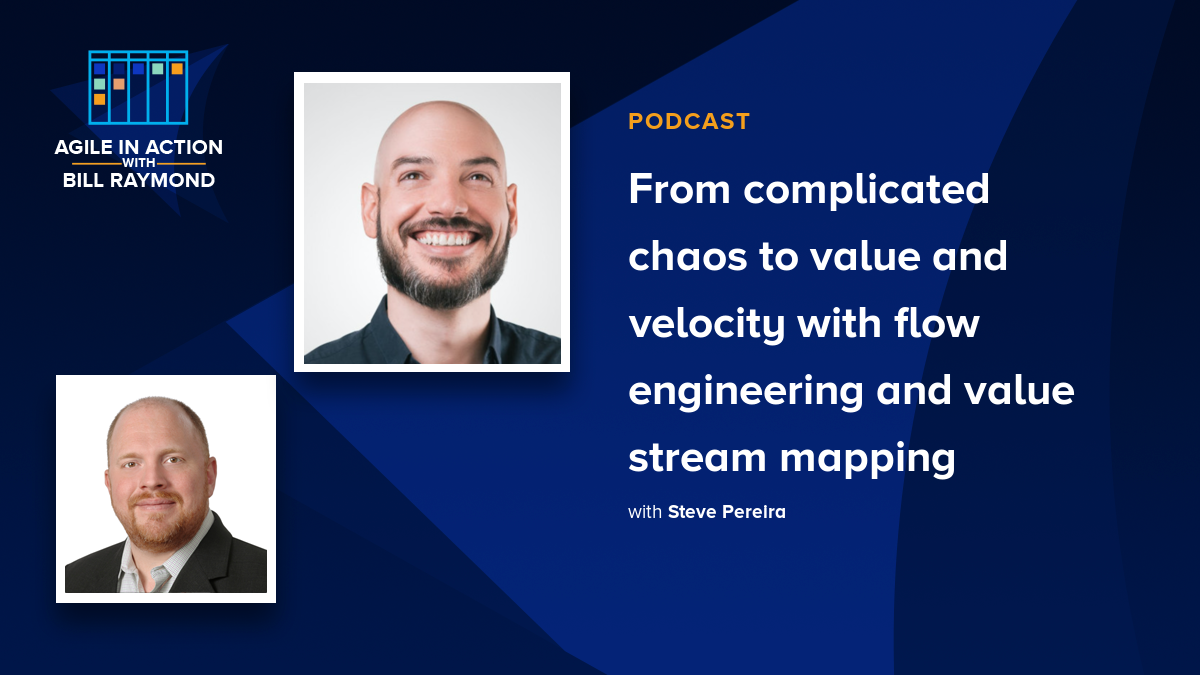 AGILE IN ACTION
WITH
BILL RAYMOND
PODCAST
From complicated
chaos to value and
velocity with flow
engineering and value
stream mapping
with Steve Pereira